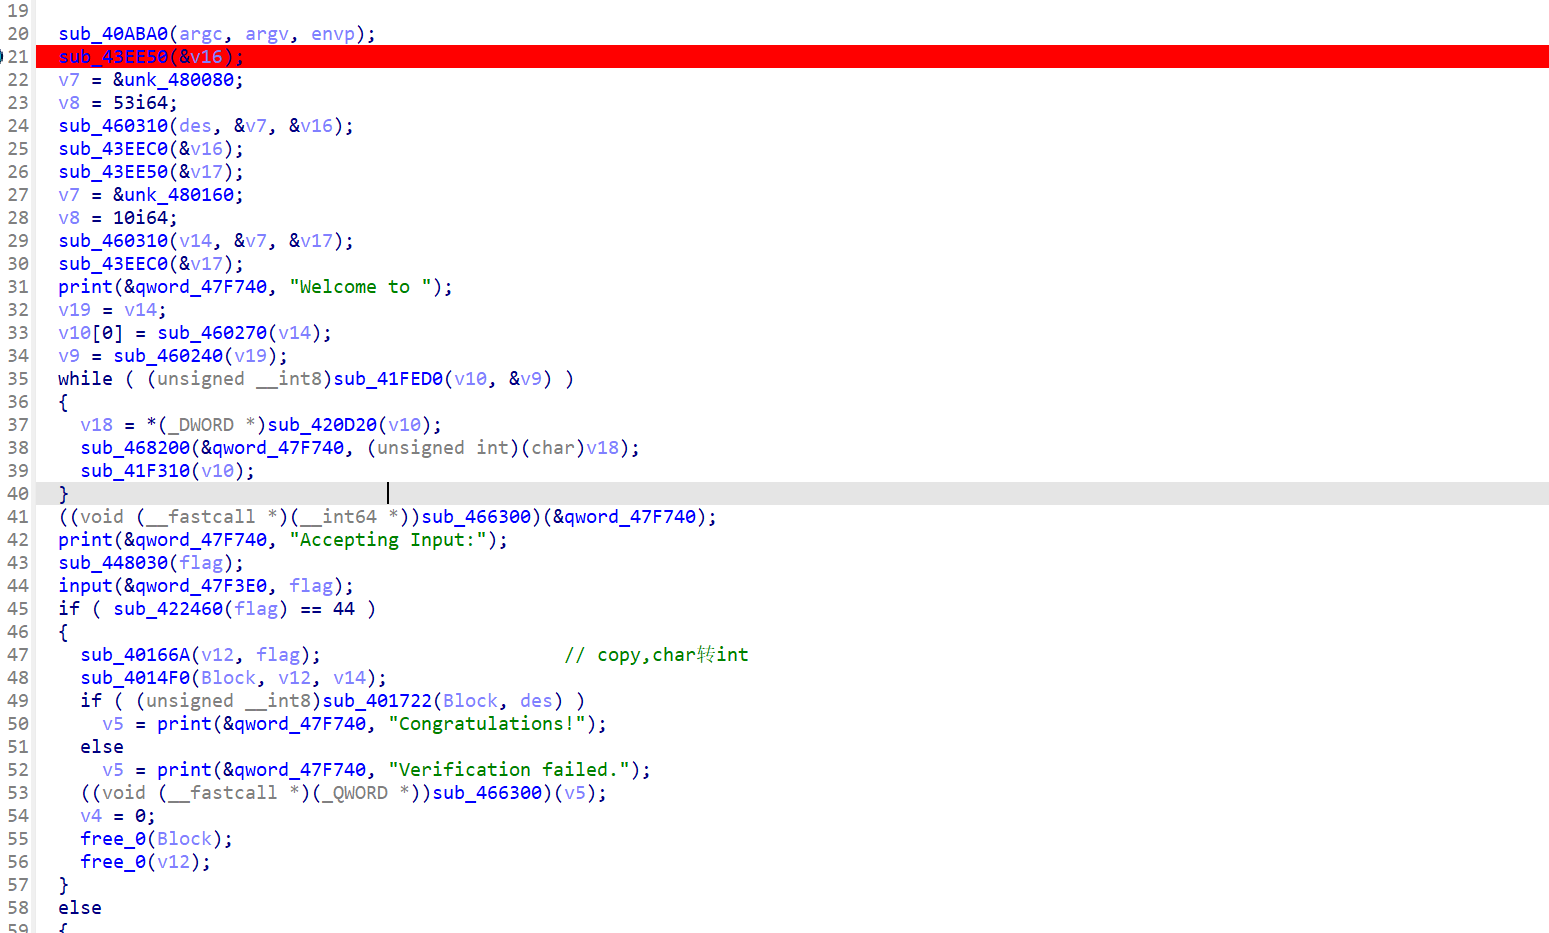 19
20 sub_40ABA0(argc, argv, envp);
21 sub_43EE50(&v16);
22 v7 = &unk_480080;
23 v8 = 53i64;
24 sub_460310(des, &v7, &v16);
25 sub_43EEC0(&v16);
26 sub_43EE50(&v17);
27 v7 = &unk_480160;
28 v8 = 10i64;
29 sub_460310(v14, &v7, &v17);
30 sub_43EEC0(&v17);
31 print(&qword_47F740, "Welcome to ");
32 v19 = v14;
33 v10[0] = sub_460270(v14);
34 v9 = sub_460240(v19);
35 while ( (unsigned __int8)sub_41FED0(v10, &v9) )
36 {
37 v18 = *(_DWORD *)sub_420D20(v10);
38 sub_468200(&qword_47F740, (unsigned int)(char)v18);
39 sub_41F310(v10);
40 }
41 ((void (__fastcall *)(__int64 *))sub_466300)(&qword_47F740);
42 print(&qword_47F740, "Accepting Input:");
43 sub_448030(flag);
44 input(&qword_47F3E0, flag);
45 if ( sub_422460(flag) == 44 )
46 {
47 sub_40166A(v12, flag); // copy,char转int
48 sub_4014F0(Block, v12, v14);
49 if ( (unsigned __int8)sub_401722(Block, des) )
50 v5 = print(&qword_47F740, "Congratulations!");
51 else
52 v5 = print(&qword_47F740, "Verification failed.");
53 ((void (__fastcall *)(_QWORD *))sub_466300)(v5);
54 v4 = 0;
55 free_0(Block);
56 free_0(v12);
57 }
58 else
59 {